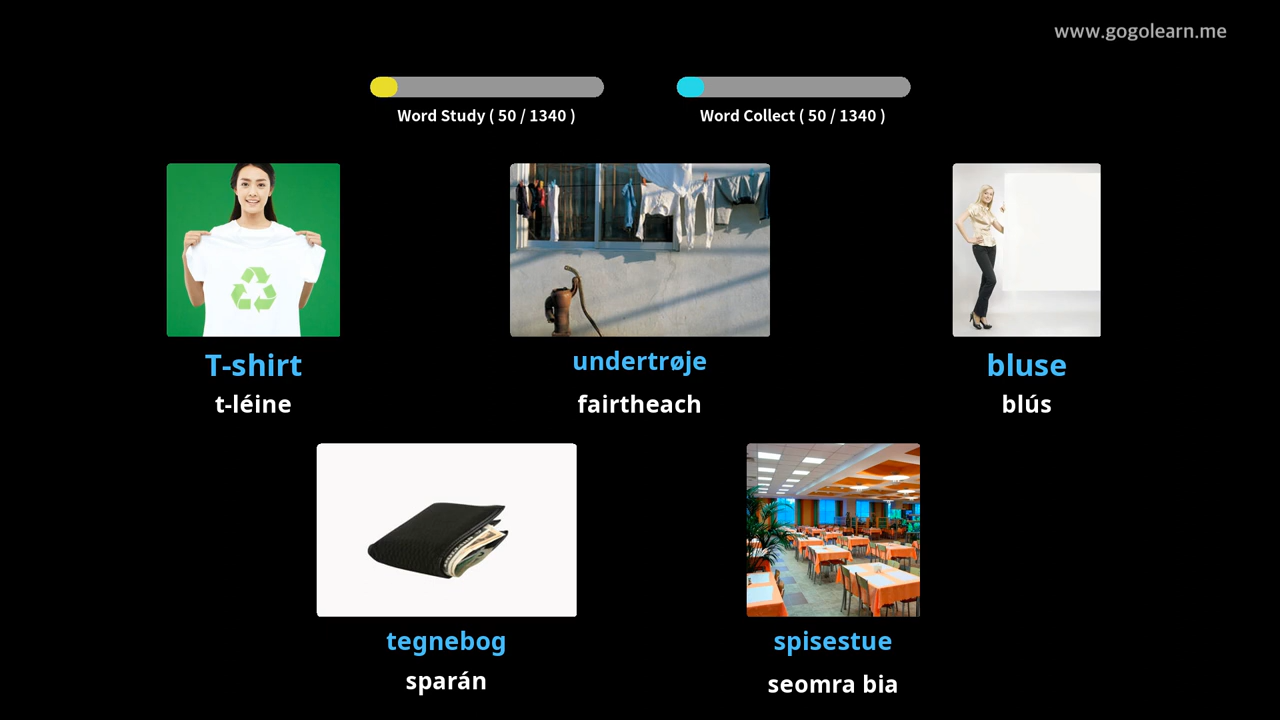 www.gogolearn.me
Word Study ( 50 / 1340 )
Word Collect ( 50 / 1340 )
T-shirt
t-léine
undertrøje
fairtheach
bluse
blús
tegnebog
sparán
spisestue
seomra bia